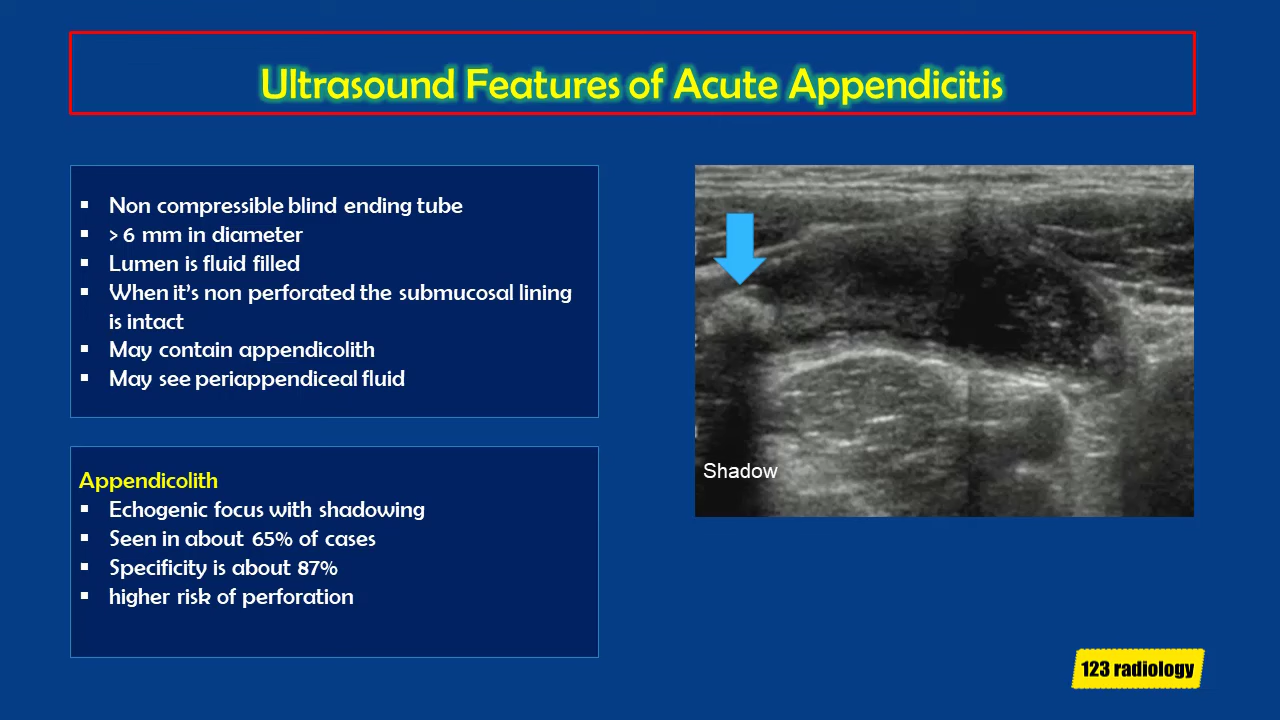 Ultrasound Features of Acute Appendicitis
▪ Non compressible blind ending tube
▪ > 6 mm in diameter
▪ Lumen is fluid filled
▪ When it's non perforated the submucosal lining
is intact
▪ May contain appendicolith
▪ May see periappendiceal fluid
Appendicolith
▪ Echogenic focus with shadowing
▪ Seen in about 65% of cases
▪ Specificity is about 87%
▪ higher risk of perforation
Shadow
123 radiology